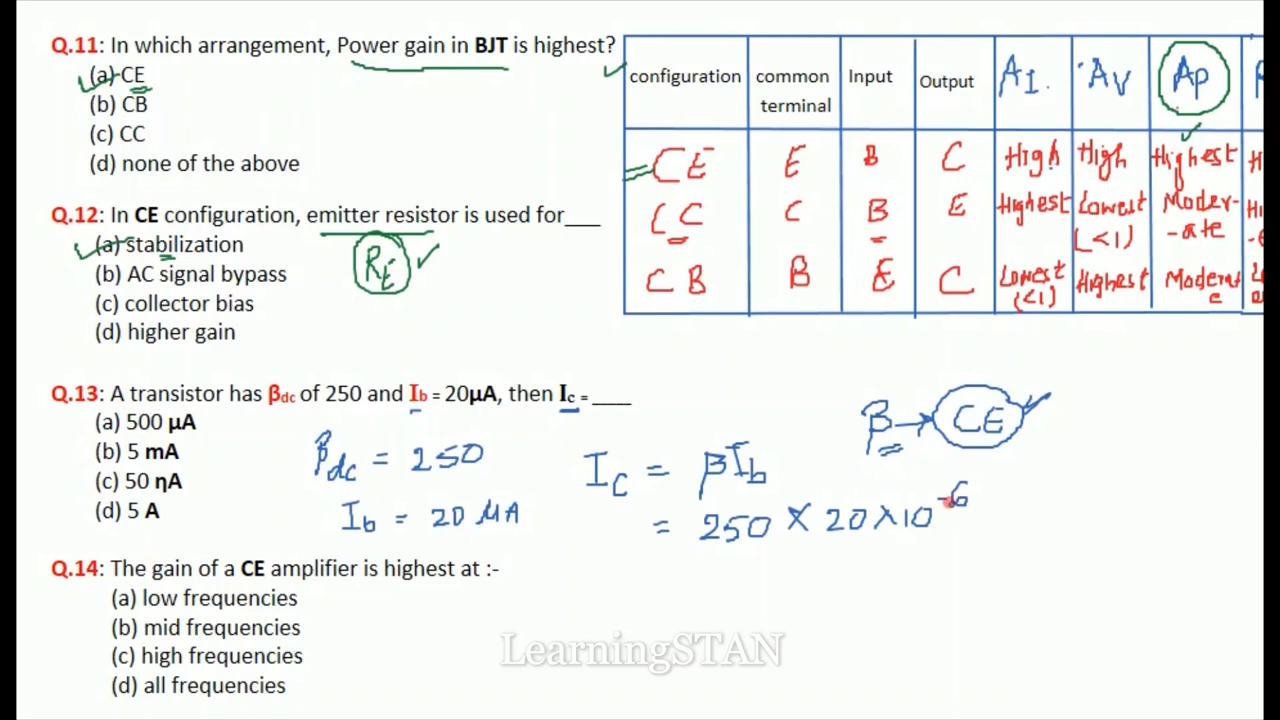 Q.11: In which arrangement, Power gain in BJT is highest?
(a) CE
(b) CB
(c) CC
(d) none of the above
Q.12: In CE configuration, emitter resistor is used for___
(a) stabilization
(b) AC signal bypass
(c) collector bias
(d) higher gain
RE
configuration common terminal Input Output AI AV AP
CE E B C High High Highest
CC C B E Highest Lowest (<1) Moder-ate
CB B E C Lowest (<1) Highest Moderate
Q.13: A transistor has βdc of 250 and Ib = 20μA, then Ic = ____
(a) 500 μA
(b) 5 mA
(c) 50 ηA
(d) 5 A
βdc = 250
Ib = 20 μA
β → CE
IC = βIb
= 250 × 20 × 10^-6
Q.14: The gain of a CE amplifier is highest at :-
(a) low frequencies
(b) mid frequencies
(c) high frequencies
(d) all frequencies
LearningSTAN